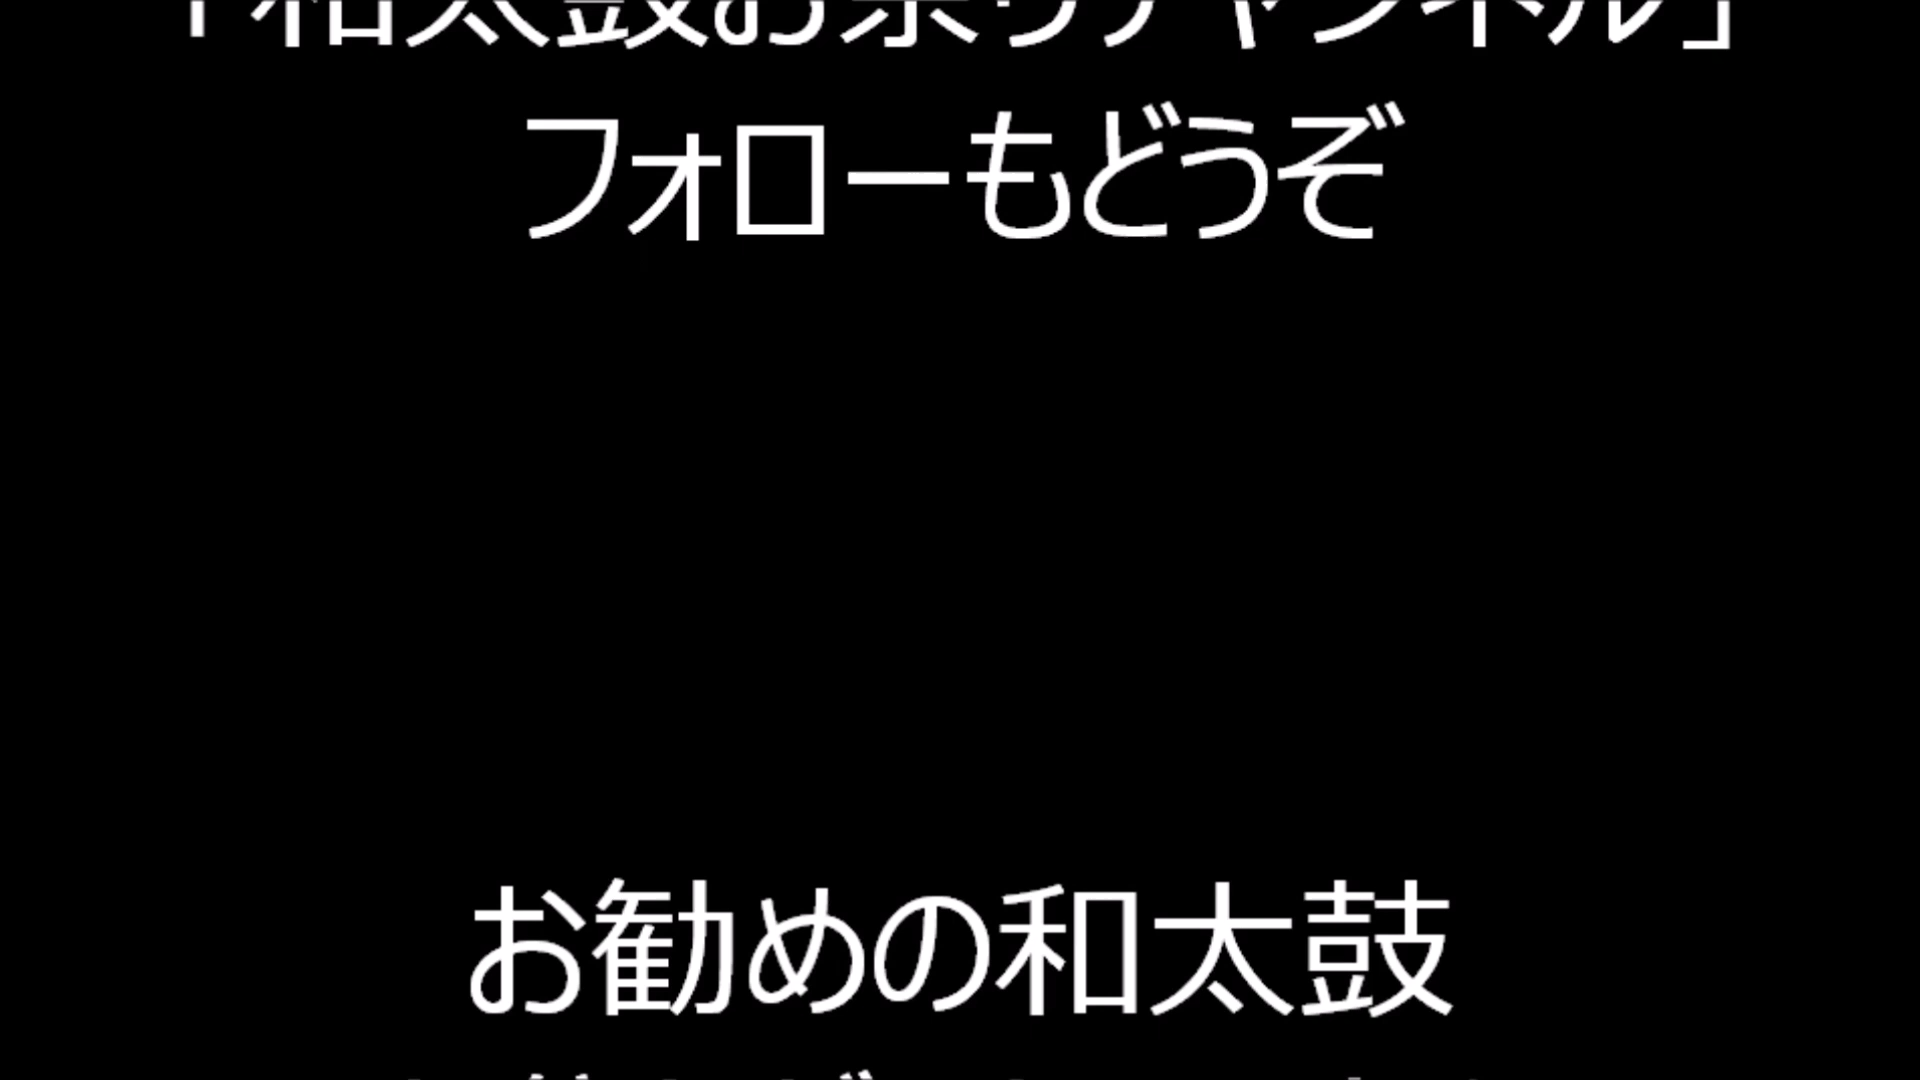 「和太鼓お祭りチャンネル」
フォローもどうぞ
お勧めの和太鼓